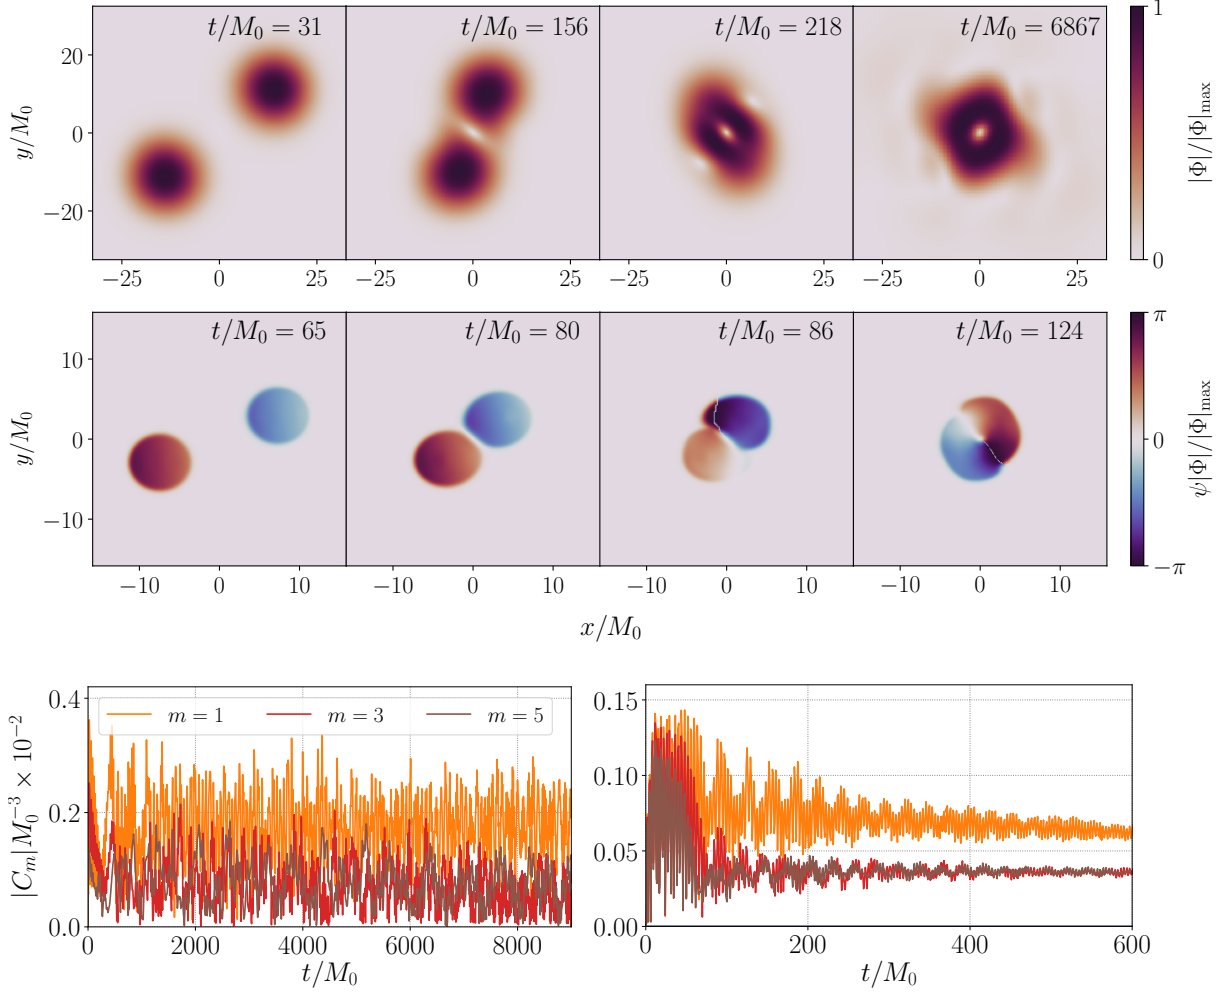 t/M₀ = 31
t/M₀ = 156
t/M₀ = 218
t/M₀ = 6867
20
0
−20
y/M₀
−25 0 25
−25 0 25
−25 0 25
−25 0 25
1
0
|Φ|/|Φ|max
t/M₀ = 65
t/M₀ = 80
t/M₀ = 86
t/M₀ = 124
10
0
−10
y/M₀
−10 0 10
−10 0 10
−10 0 10
−10 0 10
π
0
−π
ψ|Φ|/|Φ|max
x/M₀
m = 1
m = 3
m = 5
0.4
0.2
0.0
|Cₘ|M₀⁻³ × 10⁻²
0 2000 4000 6000 8000
t/M₀
0.15
0.10
0.05
0.00
0 200 400 600
t/M₀